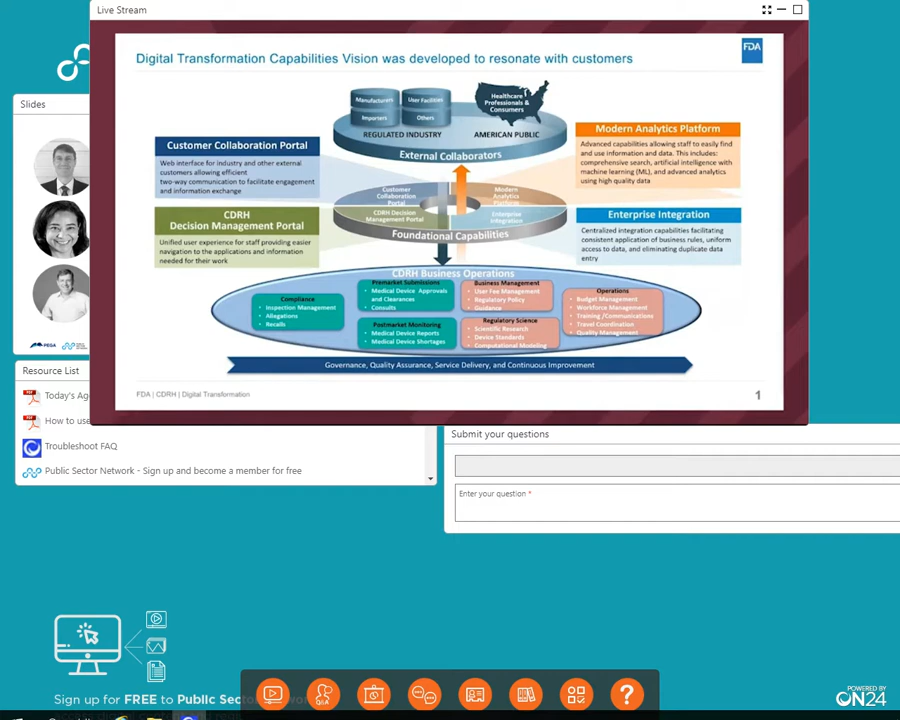 Live Stream
Digital Transformation Capabilities Vision was developed to resonate with customers
FDA
Manufacturers
User Facilities
Importers
Others
Healthcare
Professionals &
Consumers
REGULATED INDUSTRY
AMERICAN PUBLIC
External Collaborators
Customer Collaboration Portal
Web interface for industry and other external
customers allowing efficient
two-way communication to facilitate engagement
and information exchange
Modern Analytics Platform
Advanced capabilities allowing staff to easily find
and use information and data. This includes:
comprehensive search, artificial intelligence with
machine learning (ML), and advanced analytics
using high quality data
Customer
Collaboration
Portal
Modern
Analytics
Platform
CDRH Decision
Management Portal
Enterprise
Integration
Foundational Capabilities
CDRH
Decision Management Portal
Unified user experience for staff providing easier
navigation to the applications and information
needed for their work
Enterprise Integration
Centralized integration capabilities facilitating
consistent application of business rules, uniform
access to data, and eliminating duplicate data
entry
CDRH Business Operations
Compliance
• Inspection Management
• Allegations
• Recalls
Premarket Submissions
• Medical Device Approvals
and Clearances
• Consults
Postmarket Monitoring
• Medical Device Reports
• Medical Device Shortages
Business Management
• User Fee Management
• Regulatory Policy
• Guidance
Regulatory Science
• Scientific Research
• Device Standards
• Computational Modeling
Operations
• Budget Management
• Workforce Management
• Training /Communications
• Travel Coordination
• Quality Management
Governance, Quality Assurance, Service Delivery, and Continuous Improvement
FDA | CDRH | Digital Transformation
1
Slides
PEGA
Resource List
Today's Ag
How to use
Troubleshoot FAQ
Public Sector Network - Sign up and become a member for free
Submit your questions
Enter your question *
Sign up for FREE to Public Sector
Q&A
?
POWERED BY
ON24